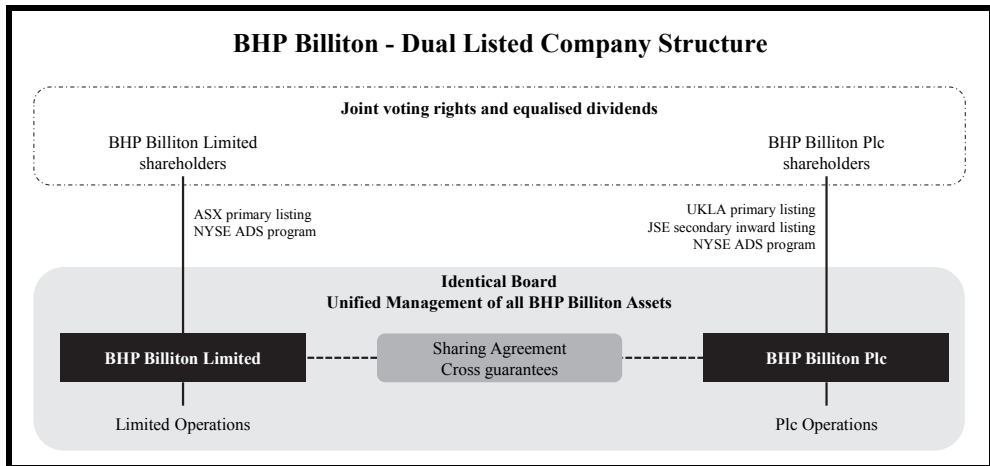 BHP Billiton - Dual Listed Company Structure
Joint voting rights and equalised dividends
BHP Billiton Limited
shareholders
BHP Billiton Plc
shareholders
ASX primary listing
NYSE ADS program
UKLA primary listing
JSE secondary inward listing
NYSE ADS program
Identical Board
Unified Management of all BHP Billiton Assets
BHP Billiton Limited
Sharing Agreement
Cross guarantees
BHP Billiton Plc
Limited Operations
Plc Operations